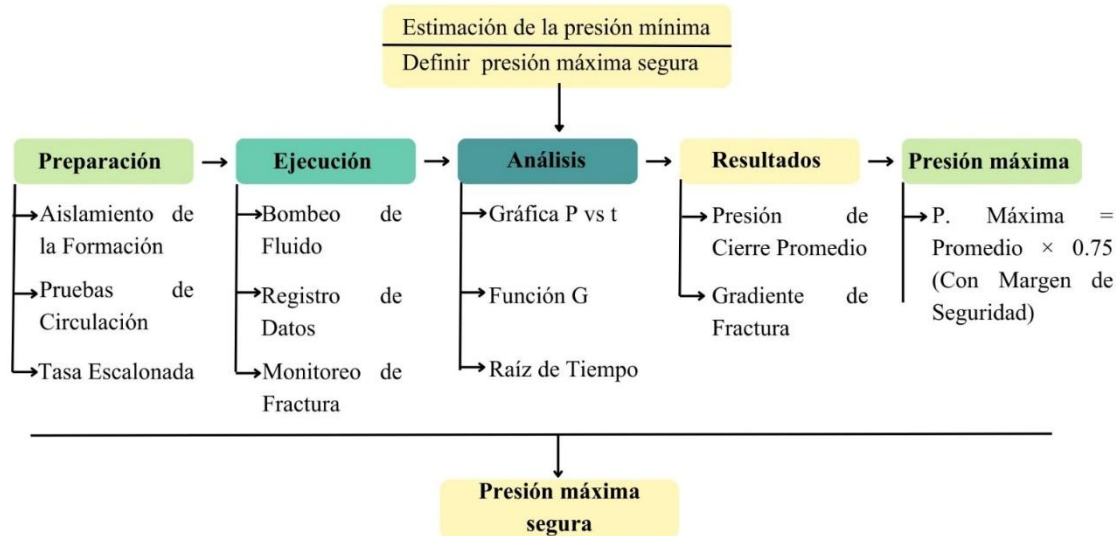 Estimación de la presión mínima
Definir presión máxima segura
Preparación
Aislamiento de
la Formación
Pruebas de
Circulación
Tasa Escalonada
Ejecución
Bombeo de
Fluido
Registro de
Datos
Monitoreo de
Fractura
Análisis
Gráfica P vs t
Función G
Raíz de Tiempo
Resultados
Presión de
Cierre Promedio
Gradiente de
Fractura
Presión máxima
P. Máxima =
Promedio × 0.75
(Con Margen de
Seguridad)
Presión máxima
segura